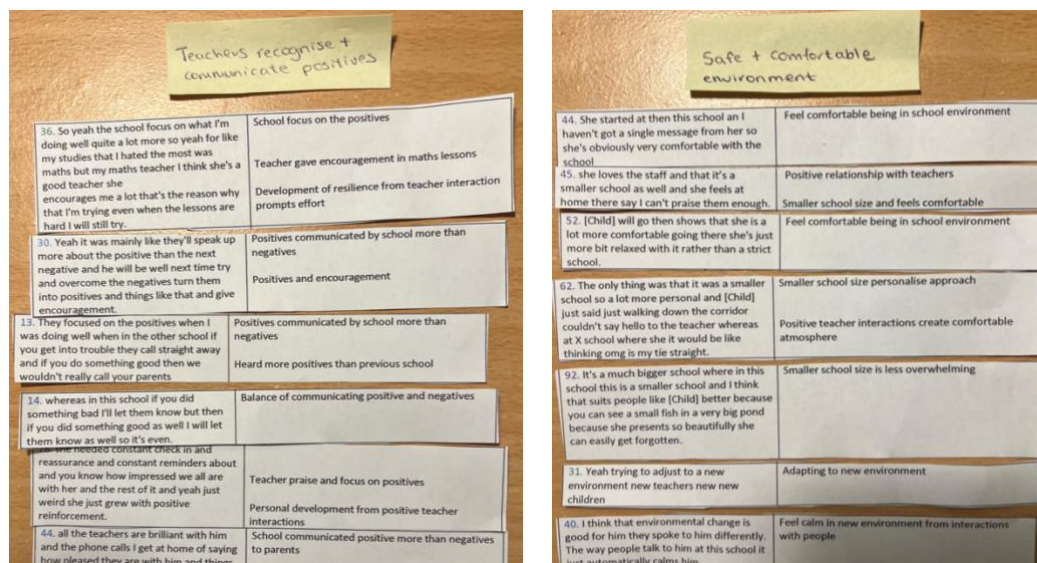 Teachers recognise +
communicate positives
36. So yeah the school focus on what I'm
doing well quite a lot more so yeah for like
my studies that I hated the most was
maths but my maths teacher I think she's a
good teacher she
encourages me a lot that's the reason why
that I'm trying even when the lessons are
hard I will still try.
School focus on the positives
Teacher gave encouragement in maths lessons
Development of resilience from teacher interaction
prompts effort
30. Yeah it was mainly like they'll speak up
more about the positive than the next
negative and he will be well next time try
and overcome the negatives turn them
into positives and things like that and give
encouragement.
Positives communicated by school more than
negatives
Positives and encouragement
13. They focused on the positives when I
was doing well when in the other school if
you get into trouble they call straight away
and if you do something good then we
wouldn't really call your parents
Positives communicated by school more than
negatives
Heard more positives than previous school
14. whereas in this school if you did
something bad I'll let them know but then
if you did something good as well I will let
them know as well so it's even.
Balance of communicating positive and negatives
she needed constant check in and
reassurance and constant reminders about
and you know how impressed we all are
with her and the rest of it and yeah just
weird she just grew with positive
reinforcement.
Teacher praise and focus on positives
Personal development from positive teacher
interactions
44. all the teachers are brilliant with him
and the phone calls I get at home of saying
how pleased they are with him and things
School communicated positive more than negatives
to parents
Safe + comfortable
environment
44. She started at then this school an I
haven't got a single message from her so
she's obviously very comfortable with the
school
Feel comfortable being in school environment
45. she loves the staff and that it's a
smaller school as well and she feels at
home there say I can't praise them enough.
Positive relationship with teachers
Smaller school size and feels comfortable
52. [Child] will go then shows that she is a
lot more comfortable going there she's just
more bit relaxed with it rather than a strict
school.
Feel comfortable being in school environment
62. The only thing was that it was a smaller
school so a lot more personal and [Child]
just said just walking down the corridor
couldn't say hello to the teacher whereas
at X school where she it would be like
thinking omg is my tie straight.
Smaller school size personalise approach
Positive teacher interactions create comfortable
atmosphere
92. It's a much bigger school where in this
school this is a smaller school and I think
that suits people like [Child] better because
you can see a small fish in a very big pond
because she presents so beautifully she
can easily get forgotten.
Smaller school size is less overwhelming
31. Yeah trying to adjust to a new
environment new teachers new new
children
Adapting to new environment
40. I think that environmental change is
good for him they spoke to him differently.
The way people talk to him at this school it
just automatically calms him
Feel calm in new environment from interactions
with people